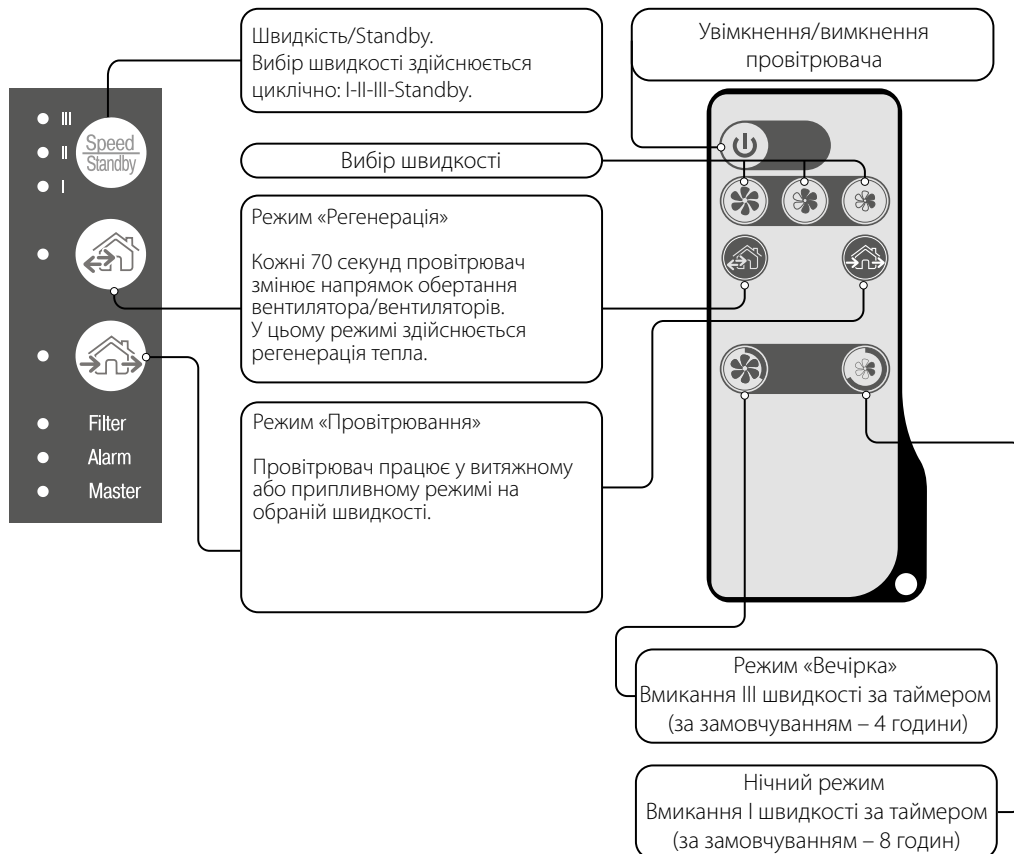 Швидкість/Standby.
Вибір швидкості здійснюється
циклічно: I-II-III-Standby.
Увімкнення/вимкнення
провітрювача
III
II
I
Speed
Standby
Вибір швидкості
Режим «Регенерація»
Кожні 70 секунд провітрювач
змінює напрямок обертання
вентилятора/вентиляторів.
У цьому режимі здійснюється
регенерація тепла.
Filter
Alarm
Master
Режим «Провітрювання»
Провітрювач працює у витяжному
або припливному режимі на
обраній швидкості.
Режим «Вечірка»
Вмикання III швидкості за таймером
(за замовчуванням – 4 години)
Нічний режим
Вмикання I швидкості за таймером
(за замовчуванням – 8 годин)